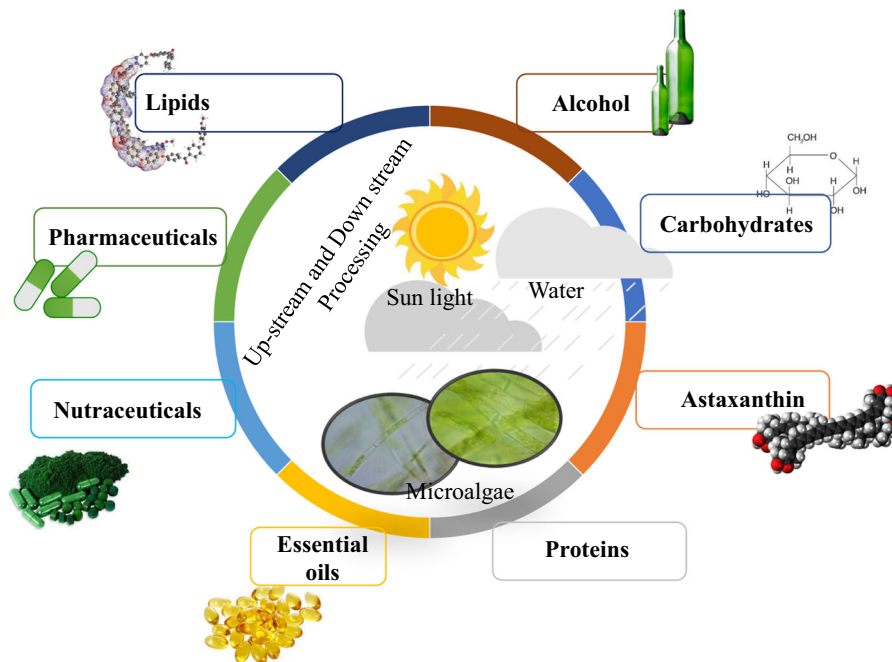 Lipids
Alcohol
Pharmaceuticals
Carbohydrates
Up-stream and Down stream
Processing
Sun light
Water
Nutraceuticals
Astaxanthin
Microalgae
Essential
oils
Proteins
CH₂OH
O
H
H
H
H
HO
OH
H
OH
H
OH